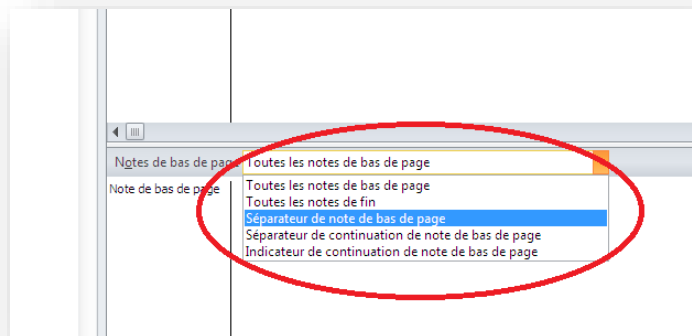 Notes de bas de page Toutes les notes de bas de page
Note de bas de page
Toutes les notes de bas de page
Toutes les notes de fin
Séparateur de note de bas de page
Séparateur de continuation de note de bas de page
Indicateur de continuation de note de bas de page